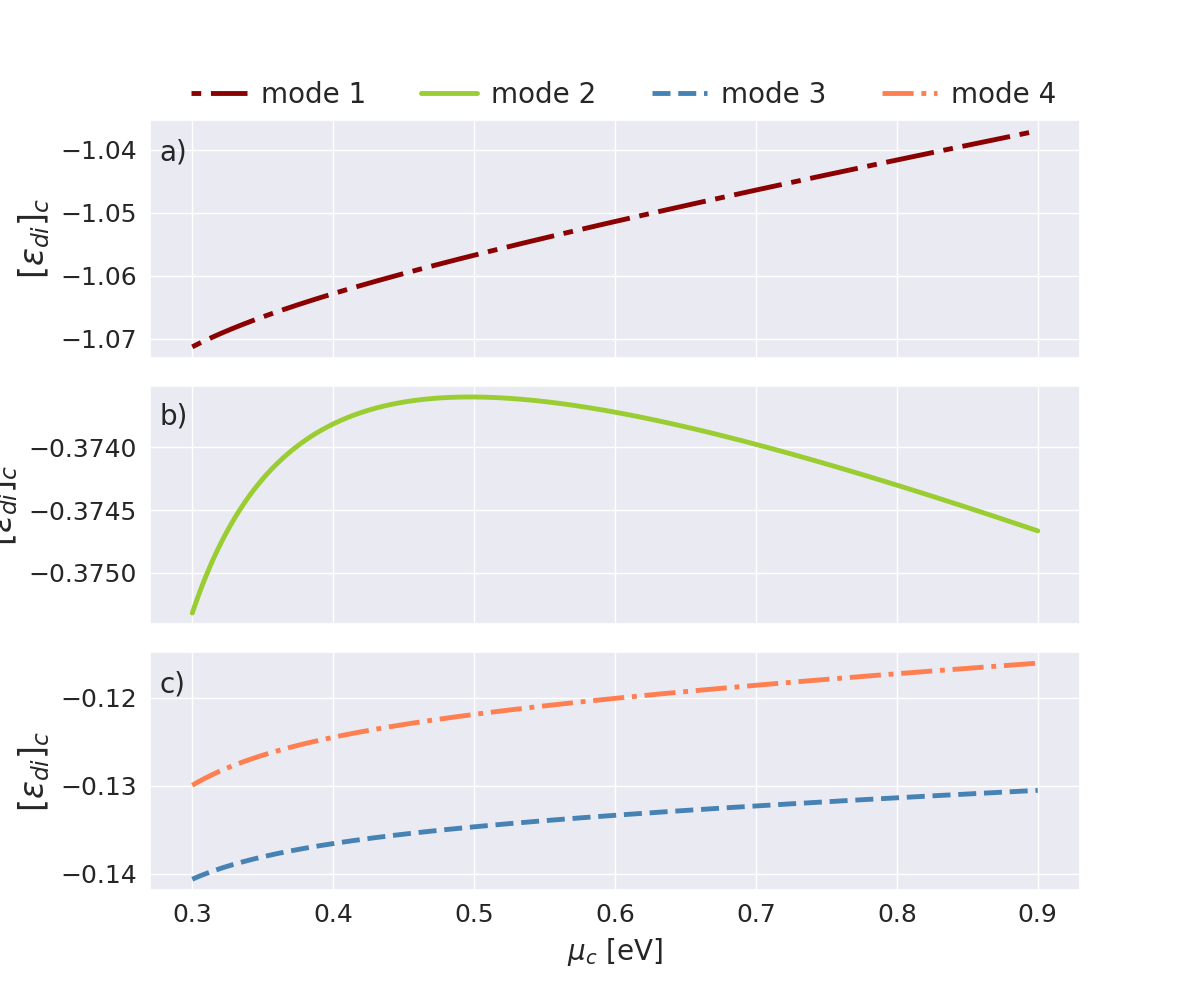 mode 1 mode 2 mode 3 mode 4
a)
−1.04
−1.05
−1.06
−1.07
[ε_di]_c
b)
−0.3740
−0.3745
−0.3750
[ε_di]_c
c)
−0.12
−0.13
−0.14
[ε_di]_c
0.3 0.4 0.5 0.6 0.7 0.8 0.9
μ_c [eV]